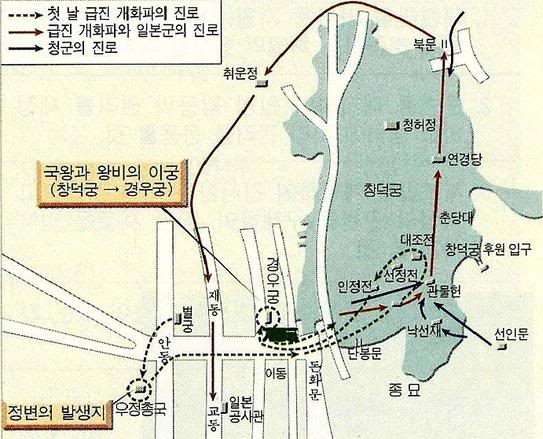 첫 날 급진 개화파의 진로
급진 개화파와 일본군의 진로
청군의 진로
북문
취운정
청허정
연경당
국왕과 왕비의 이궁
(창덕궁 → 경우궁)
창덕궁
춘당대
대조전
창덕궁 후원 입구
경우궁
선정전
인정전
관물헌
재동
별궁
낙선재
안동
단봉문
선인문
이동
돈화문
종묘
정변의 발생지
우정총국
교동
일본
공사관